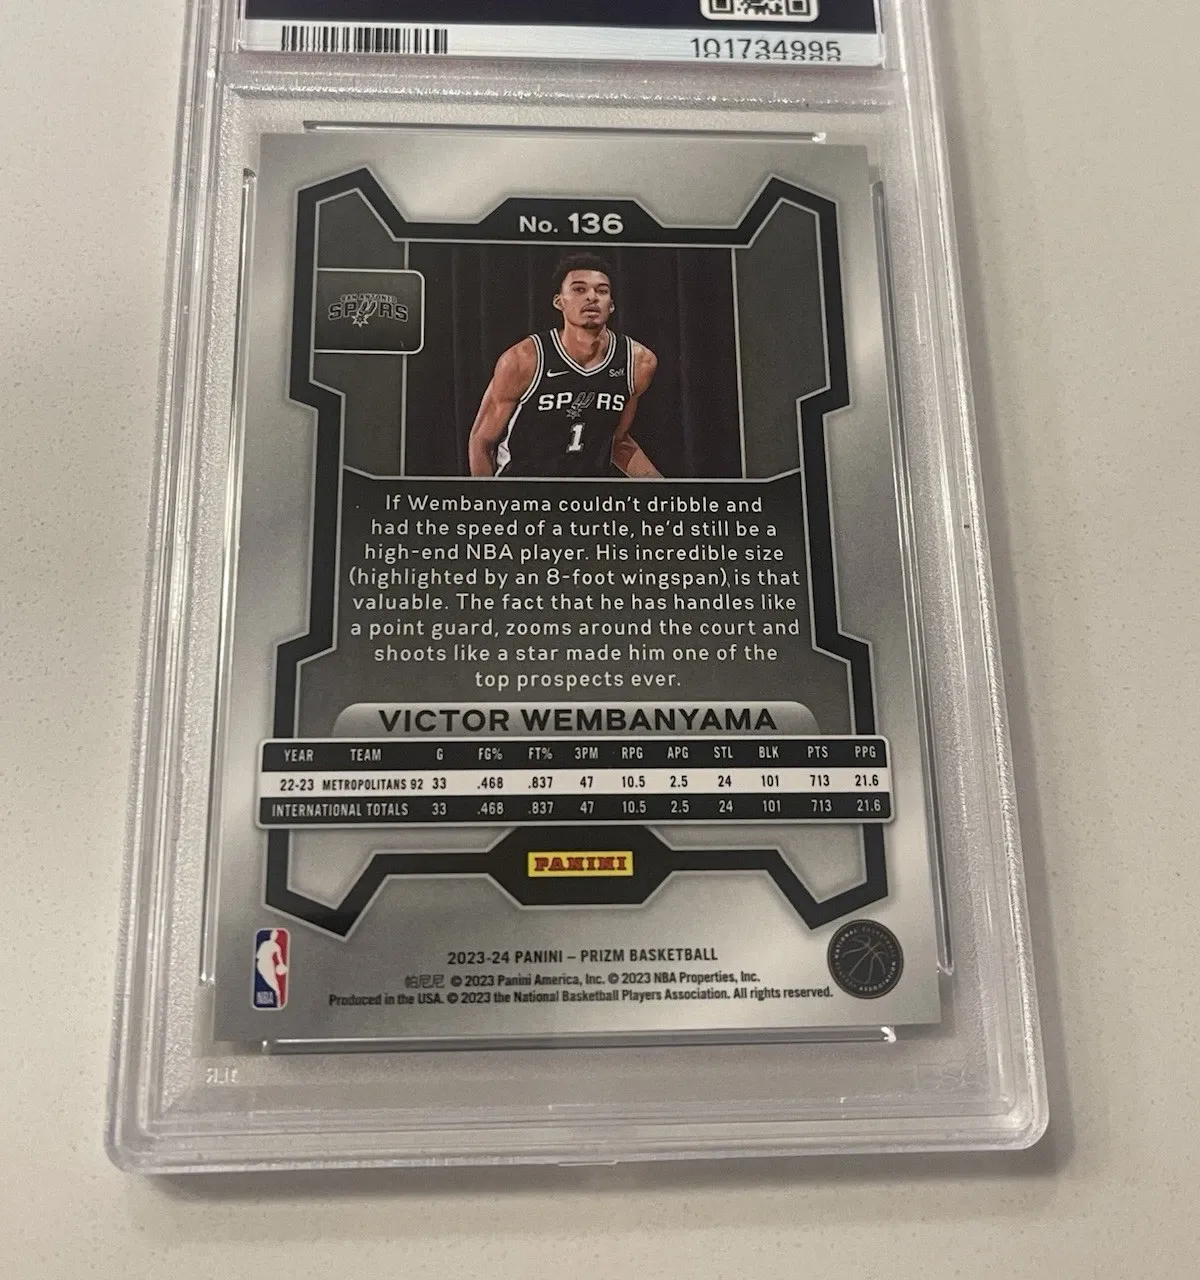 101734995
No. 136
SAN ANTONIO
SPURS
Self
SPURS
1
If Wembanyama couldn't dribble and
had the speed of a turtle, he'd still be a
high-end NBA player. His incredible size
(highlighted by an 8-foot wingspan) is that
valuable. The fact that he has handles like
a point guard, zooms around the court and
shoots like a star made him one of the
top prospects ever.
VICTOR WEMBANYAMA
YEAR TEAM G FG% FT% 3PM RPG APG STL BLK PTS PPG
22-23 METROPOLITANS 92 33 .468 .837 47 10.5 2.5 24 101 713 21.6
INTERNATIONAL TOTALS 33 .468 .837 47 10.5 2.5 24 101 713 21.6
PANINI
2023-24 PANINI – PRIZM BASKETBALL
帕尼尼 © 2023 Panini America, Inc. © 2023 NBA Properties, Inc.
Produced in the USA. © 2023 the National Basketball Players Association. All rights reserved.
NBA
NATIONAL BASKETBALL
PLAYERS ASSOCIATION